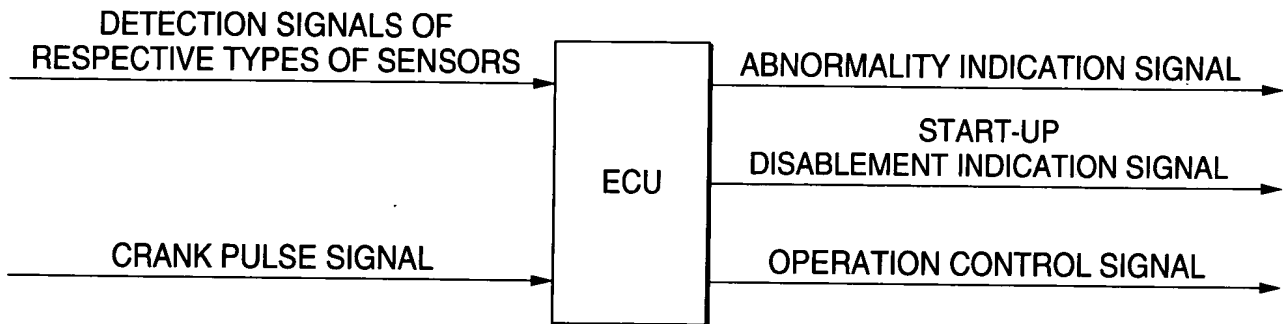 DETECTION SIGNALS OF
RESPECTIVE TYPES OF SENSORS
CRANK PULSE SIGNAL
ECU
ABNORMALITY INDICATION SIGNAL
START-UP
DISABLEMENT INDICATION SIGNAL
OPERATION CONTROL SIGNAL